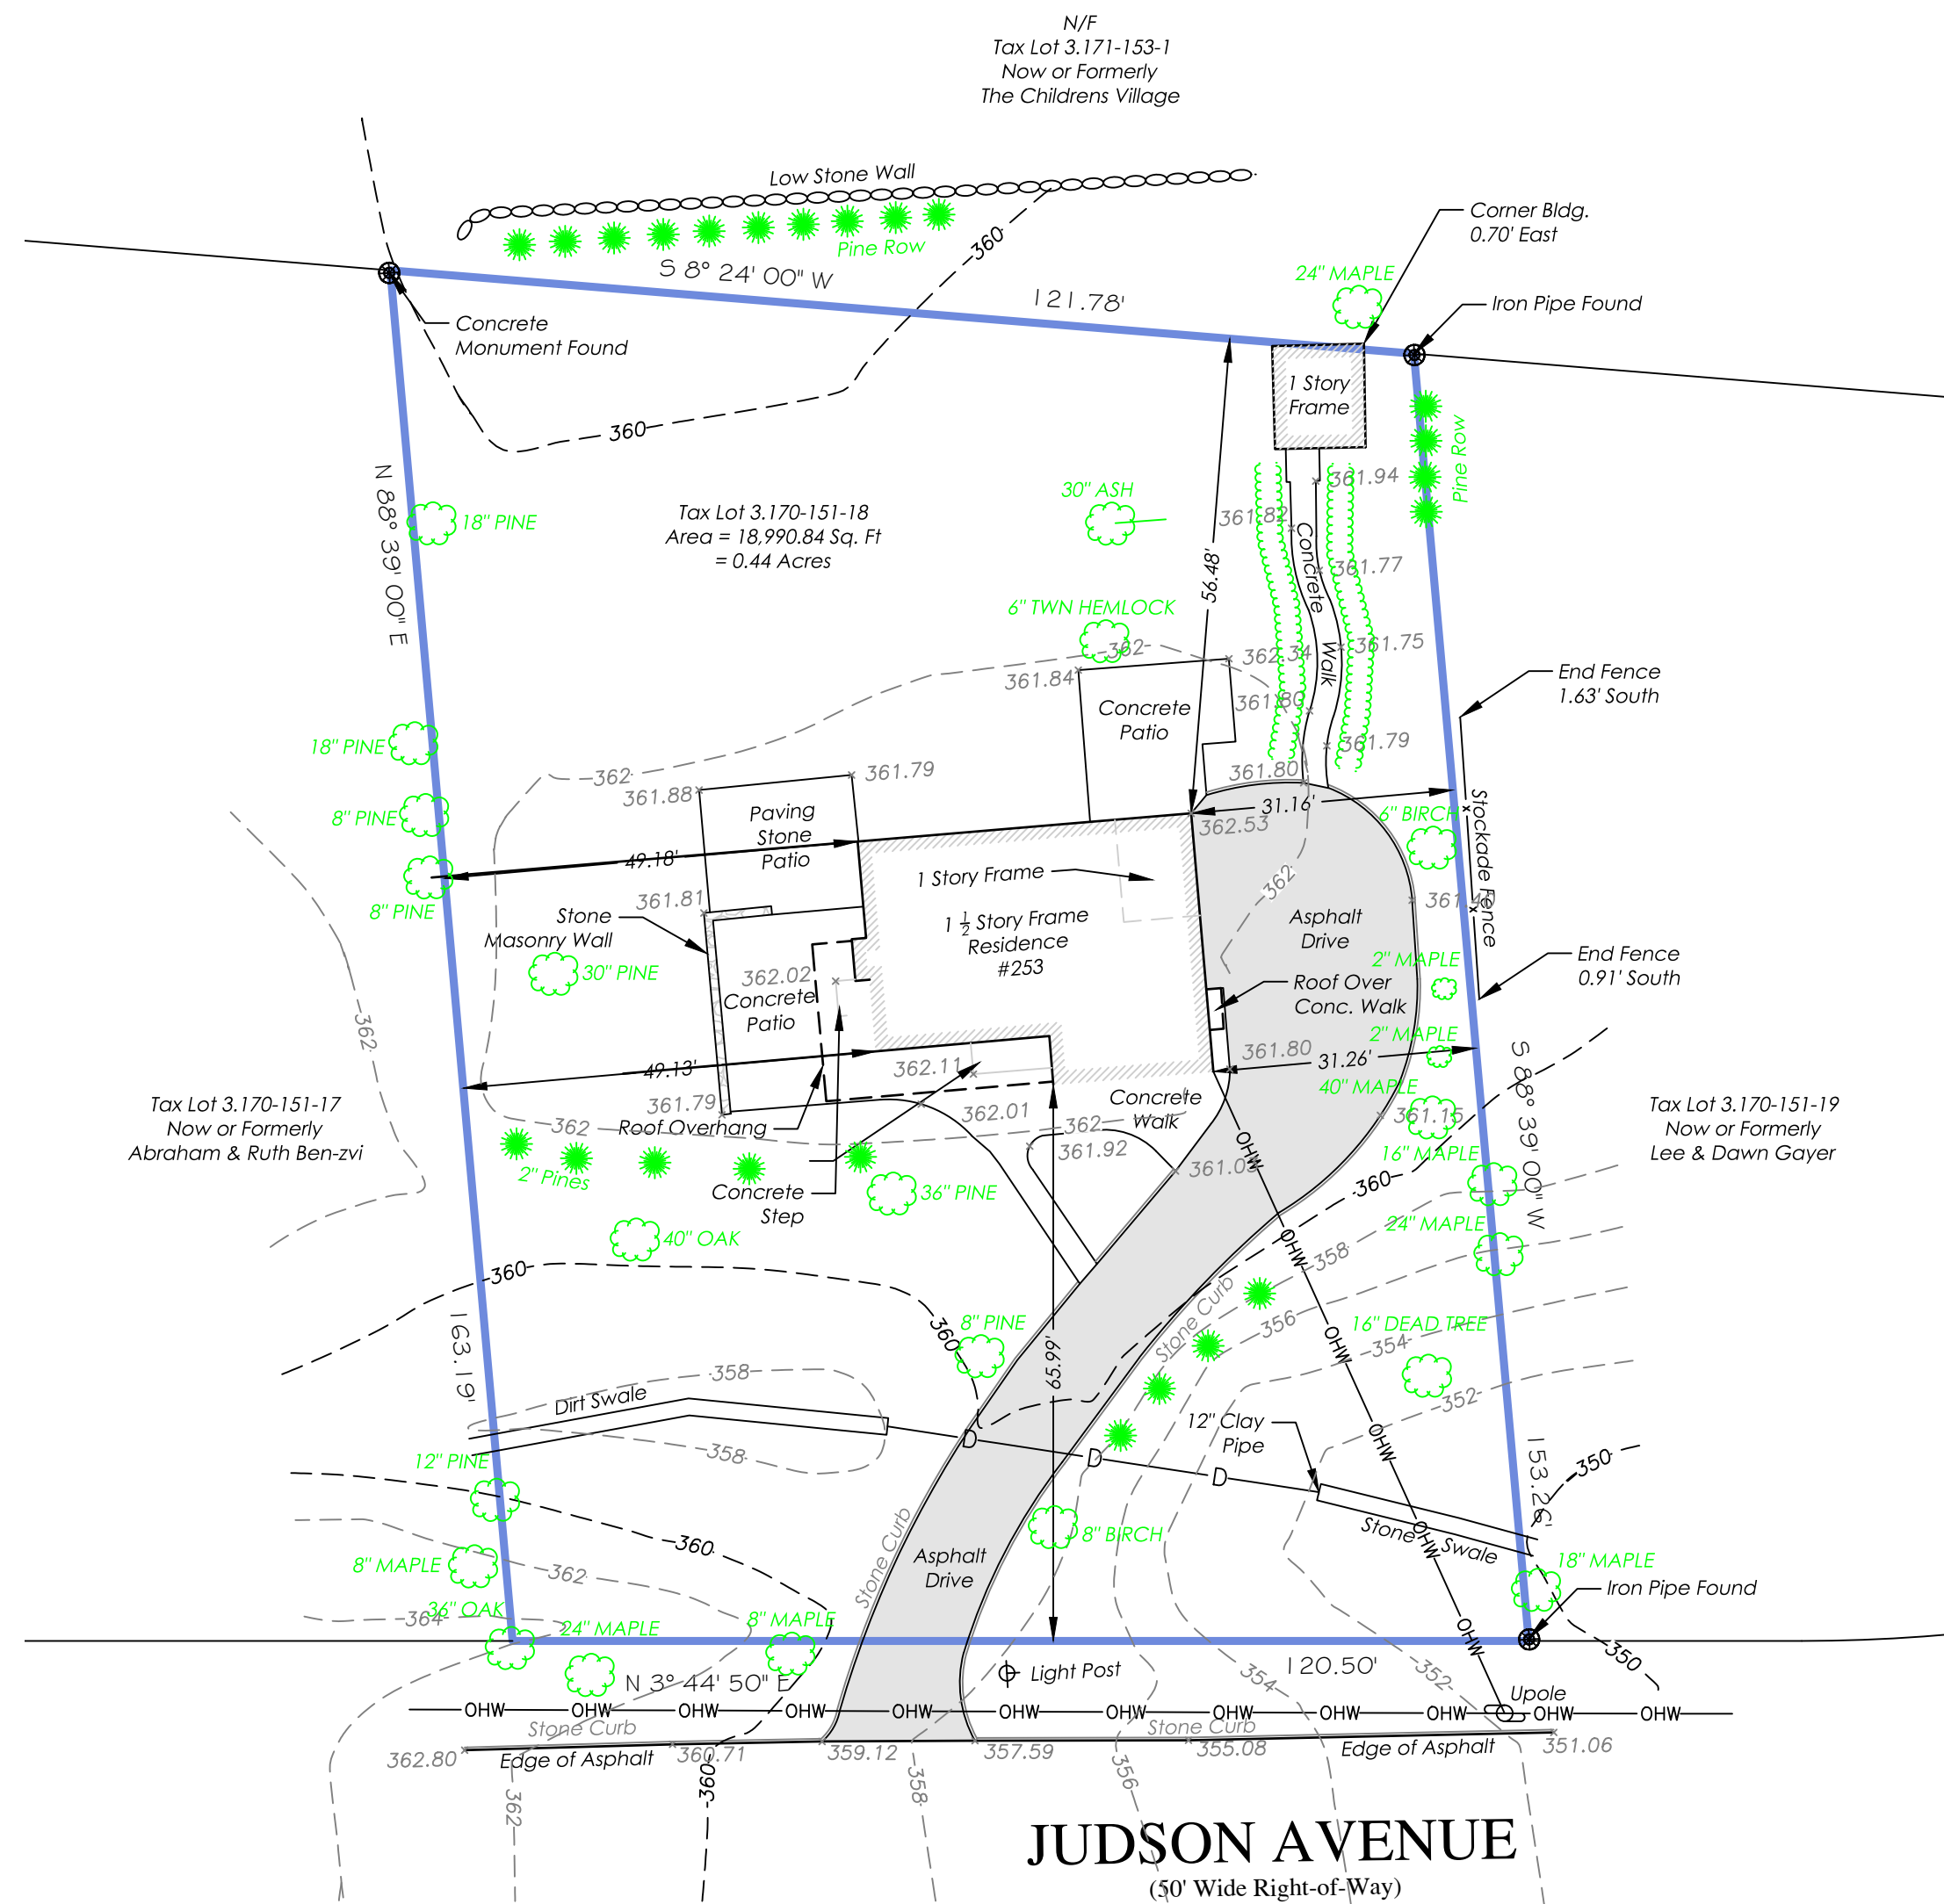 N/F
Tax Lot 3.171-153-1
Now or Formerly
The Childrens Village
Low Stone Wall
Pine Row
360
S 8° 24' 00" W
121.78'
Corner Bldg.
0.70' East
24" MAPLE
Iron Pipe Found
Concrete
Monument Found
1 Story
Frame
360
Pine Row
N 88° 39' 00" E
18" PINE
Tax Lot 3.170-151-18
Area = 18,990.84 Sq. Ft
= 0.44 Acres
30" ASH
361.94
361.82
Concrete
Walk
361.77
56.48'
6" TWN HEMLOCK
362
361.84
362.34
361.75
361.80
End Fence
1.63' South
Concrete
Patio
361.79
18" PINE
362
361.88
361.79
361.80
31.16'
6" BIRCH
Stockade Fence
8" PINE
Paving
Stone
Patio
362.53
49.18'
1 Story Frame
362
8" PINE
361.81
361.40
Stone
Masonry Wall
1 1/2 Story Frame
Residence
#253
Asphalt
Drive
30" PINE
362.02
Concrete
Patio
2" MAPLE
End Fence
0.91' South
Roof Over
Conc. Walk
362
2" MAPLE
49.13'
362.11
361.80
31.26'
40" MAPLE
S 88° 39' 00" W
Tax Lot 3.170-151-17
Now or Formerly
Abraham & Ruth Ben-zvi
361.79
362
Roof Overhang
362.01
362
Concrete
Walk
361.92
361.15
Tax Lot 3.170-151-19
Now or Formerly
Lee & Dawn Gayer
OHW
16" MAPLE
2" Pines
Concrete
Step
36" PINE
360
24" MAPLE
40" OAK
OHW
358
360
Stone Curb
360
8" PINE
356
OHW
16" DEAD TREE
354
65.99'
163.19'
358
352
Dirt Swale
12" Clay
Pipe
OHW
D
D
D
358
12" PINE
153.26'
350
360
Stone Swale
OHW
8" BIRCH
Stone Curb
Asphalt
Drive
8" MAPLE
362
18" MAPLE
Iron Pipe Found
364
36" OAK
24" MAPLE
8" MAPLE
OHW
N 3° 44' 50" E
Light Post
120.50'
354
352
350
OHW
OHW
OHW
OHW
OHW
OHW
OHW
OHW
OHW
OHW
Upole
OHW
OHW
Stone Curb
Stone Curb
362.80
Edge of Asphalt
360.71
359.12
357.59
355.08
Edge of Asphalt
351.06
362
360
358
356
JUDSON AVENUE
(50' Wide Right-of-Way)